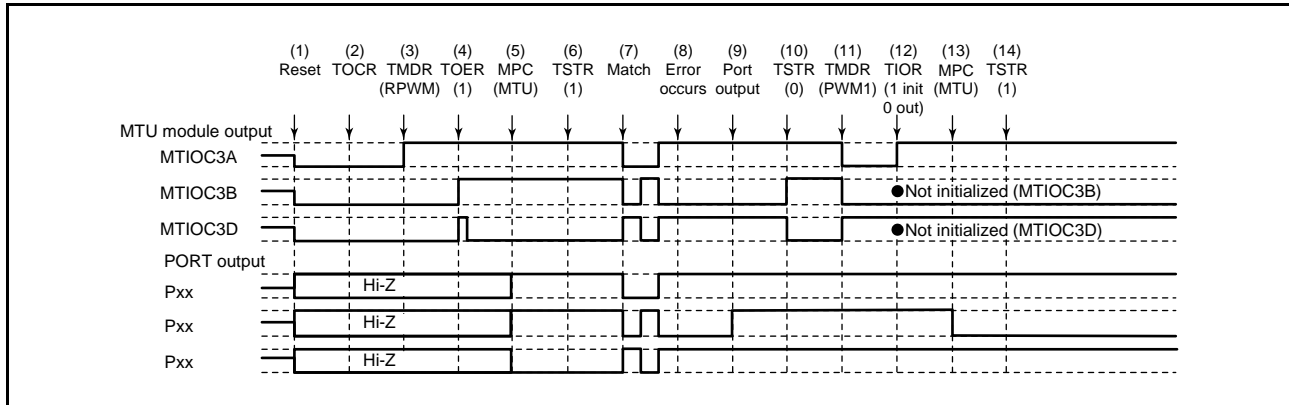 (1) (2) (3) (4) (5) (6) (7) (8) (9) (10) (11) (12) (13) (14)
Reset TOCR TMDR TOER MPC TSTR Match Error Port TSTR TMDR TIOR MPC TSTR
(RPWM) (1) (MTU) (1) occurs output (0) (PWM1) (1 init (MTU) (1)
0 out)
MTU module output
MTIOC3A
MTIOC3B
●Not initialized (MTIOC3B)
MTIOC3D
●Not initialized (MTIOC3D)
PORT output
Pxx
Hi-Z
Pxx
Hi-Z
Pxx
Hi-Z